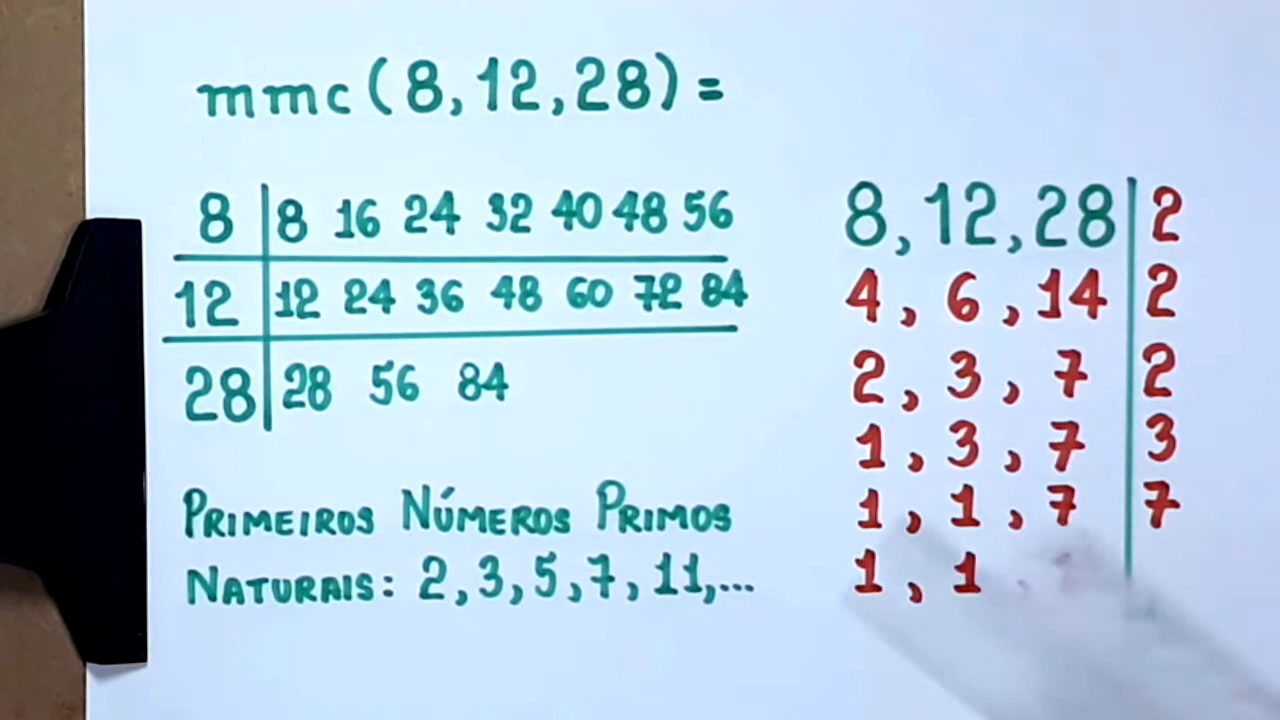 mmc(8,12,28)=
8 8 16 24 32 40 48 56
12 12 24 36 48 60 72 84
28 28 56 84
PRIMEIROS NÚMEROS PRIMOS
NATURAIS: 2,3,5,7,11,...
8,12,28 2
4,6,14 2
2,3,7 2
1,3,7 3
1,1,7 7
1,1